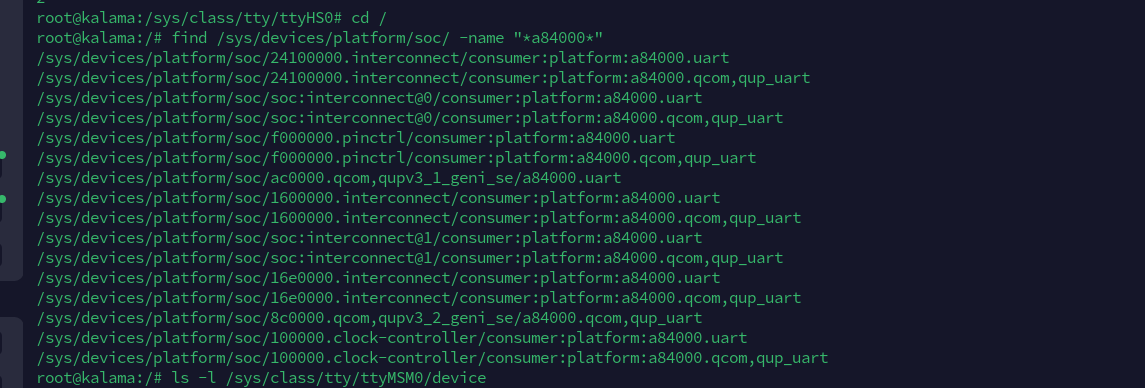 root@kalama:/sys/class/tty/ttyHS0# cd /
root@kalama:/# find /sys/devices/platform/soc/ -name "*a84000*"
/sys/devices/platform/soc/24100000.interconnect/consumer:platform:a84000.uart
/sys/devices/platform/soc/24100000.interconnect/consumer:platform:a84000.qcom,qup_uart
/sys/devices/platform/soc/soc:interconnect@0/consumer:platform:a84000.uart
/sys/devices/platform/soc/soc:interconnect@0/consumer:platform:a84000.qcom,qup_uart
/sys/devices/platform/soc/f000000.pinctrl/consumer:platform:a84000.uart
/sys/devices/platform/soc/f000000.pinctrl/consumer:platform:a84000.qcom,qup_uart
/sys/devices/platform/soc/ac0000.qcom,qupv3_1_geni_se/a84000.uart
/sys/devices/platform/soc/1600000.interconnect/consumer:platform:a84000.uart
/sys/devices/platform/soc/1600000.interconnect/consumer:platform:a84000.qcom,qup_uart
/sys/devices/platform/soc/soc:interconnect@1/consumer:platform:a84000.uart
/sys/devices/platform/soc/soc:interconnect@1/consumer:platform:a84000.qcom,qup_uart
/sys/devices/platform/soc/16e0000.interconnect/consumer:platform:a84000.uart
/sys/devices/platform/soc/16e0000.interconnect/consumer:platform:a84000.qcom,qup_uart
/sys/devices/platform/soc/8c0000.qcom,qupv3_2_geni_se/a84000.qcom,qup_uart
/sys/devices/platform/soc/100000.clock-controller/consumer:platform:a84000.uart
/sys/devices/platform/soc/100000.clock-controller/consumer:platform:a84000.qcom,qup_uart
root@kalama:/# ls -l /sys/class/tty/ttyMSM0/device